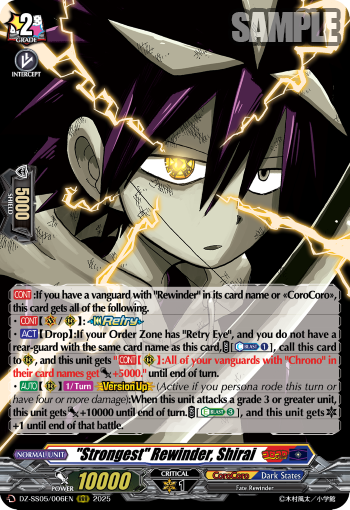 SAMPLE
2
GRADE
INTERCEPT
5000
SHIELD
CONT :If you have a vanguard with "Rewinder" in its card name or «CoroCoro»,
this card gets all of the following.
• CONT [ / ]: Retry
• ACT [Drop]:If your Order Zone has "Retry Eye", and you do not have a
rear-guard with the same card name as this card, [ -BLAST ], call this card
to , and this unit gets " CONT [ ]:All of your vanguards with "Chrono" in
their card names get +5000." until end of turn.
• AUTO [ ] 1/Turn VersionUp (Active if you persona rode this turn or
have four or more damage):When this unit attacks a grade 3 or greater unit,
this unit gets +10000 until end of turn. [ -BLAST 3], and this unit gets
+1 until end of that battle.
NORMAL UNIT
"Strongest" Rewinder, Shirai
POWER
10000
CRITICAL
1
CoroCoro
Dark States
Fate Rewinder
D
DZ-SS05/006EN RRR 2025
©木村風太／小学館